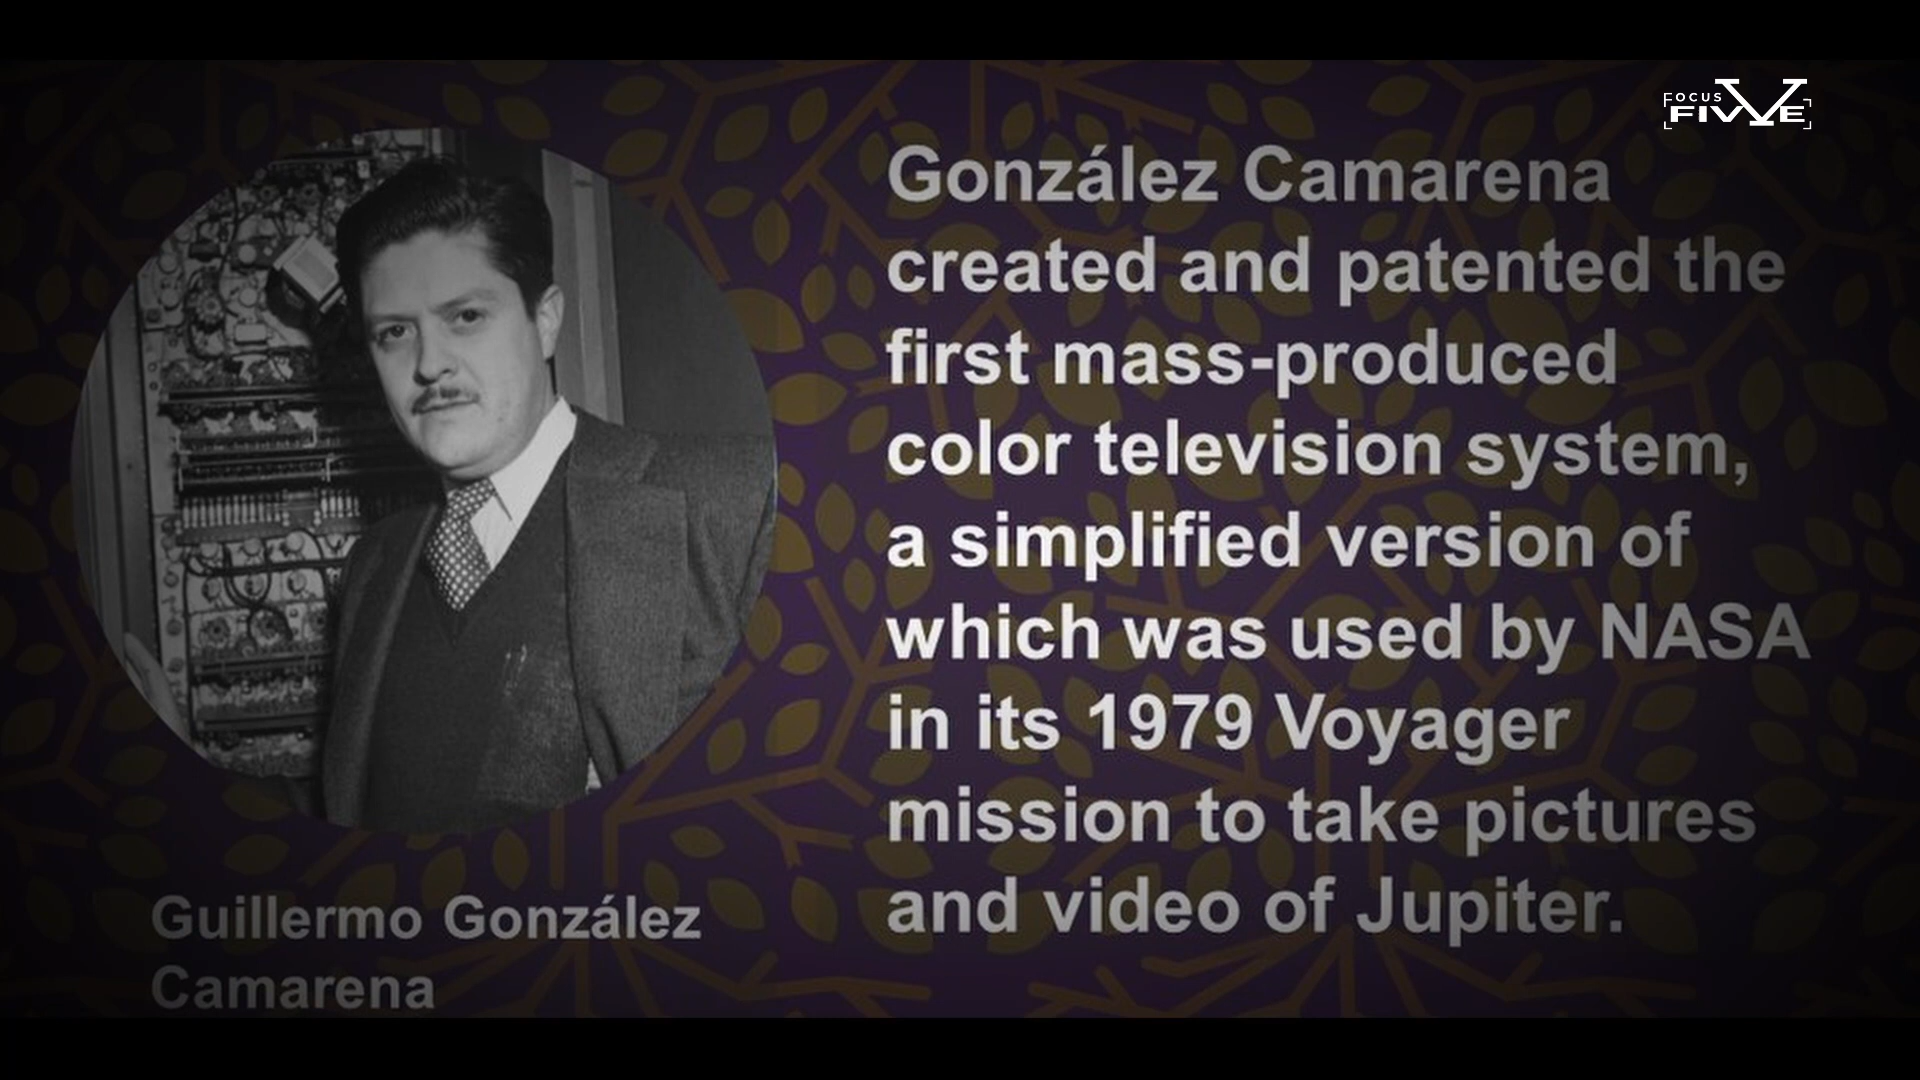 FOCUS
FIVE
González Camarena
created and patented the
first mass-produced
color television system,
a simplified version of
which was used by NASA
in its 1979 Voyager
mission to take pictures
and video of Jupiter.
Guillermo González
Camarena